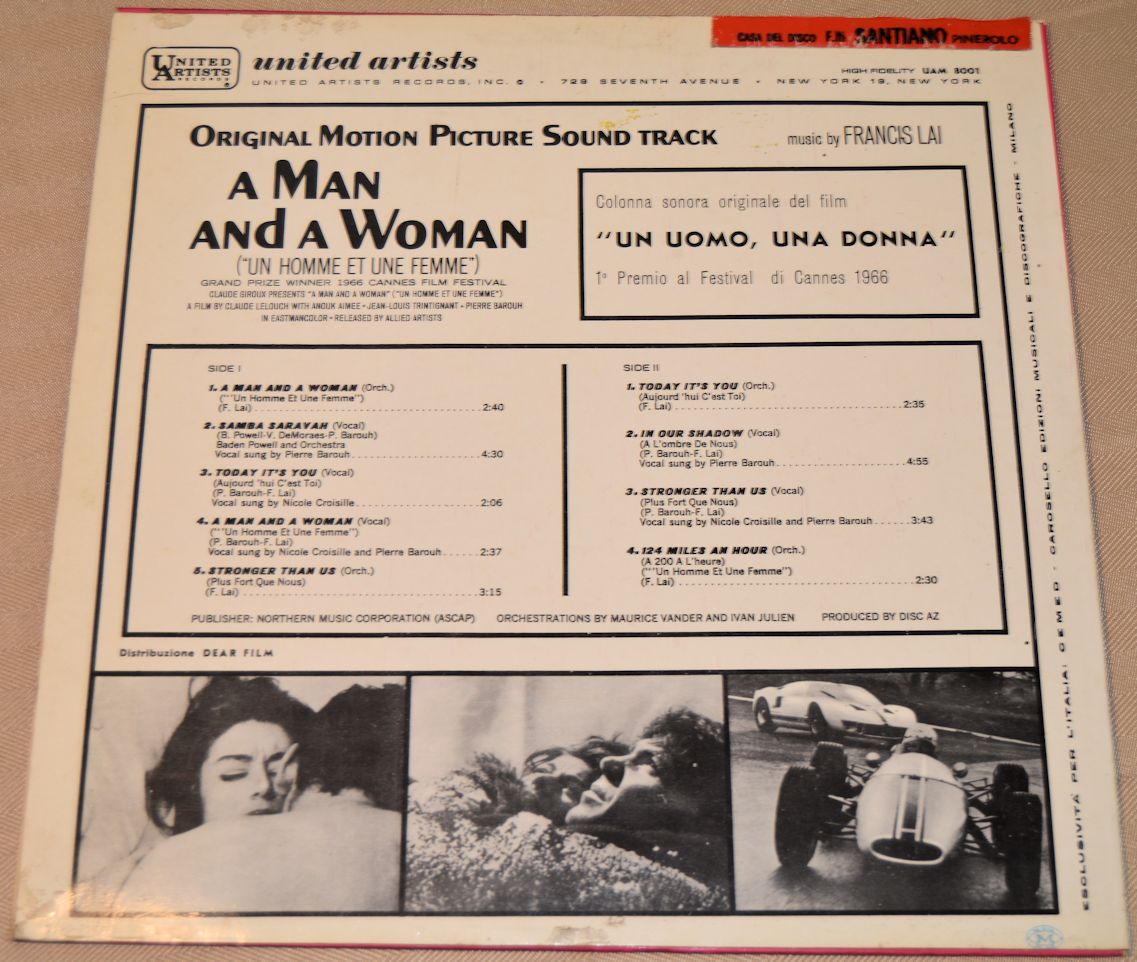 CASA DEL DISCO F.lli SANTIANO PINEROLO
UNITED ARTISTS RECORDS
united artists
UNITED ARTISTS RECORDS, INC. • 729 SEVENTH AVENUE • NEW YORK 19, NEW YORK
HIGH FIDELITY UAM 8001
ORIGINAL MOTION PICTURE SOUND TRACK
music by FRANCIS LAI
A MAN
AND A WOMAN
("UN HOMME ET UNE FEMME")
GRAND PRIZE WINNER 1966 CANNES FILM FESTIVAL
CLAUDE GIROUX PRESENTS "A MAN AND A WOMAN" ("UN HOMME ET UNE FEMME")
A FILM BY CLAUDE LELOUCH WITH ANOUK AIMEE • JEAN-LOUIS TRINTIGNANT • PIERRE BAROUH
IN EASTMANCOLOR • RELEASED BY ALLIED ARTISTS
Colonna sonora originale del film
"UN UOMO, UNA DONNA"
1º Premio al Festival di Cannes 1966
SIDE I
1. A MAN AND A WOMAN (Orch.)
("'Un Homme Et Une Femme")
(F. Lai) 2:40
2. SAMBA SARAVAH (Vocal)
(B. Powell-V. DeMoraes-P. Barouh)
Baden Powell and Orchestra
Vocal sung by Pierre Barouh 4:30
3. TODAY IT'S YOU (Vocal)
(Aujourd 'hui C'est Toi)
(P. Barouh-F. Lai)
Vocal sung by Nicole Croisille 2:06
4. A MAN AND A WOMAN (Vocal)
("'Un Homme Et Une Femme")
(P. Barouh-F. Lai)
Vocal sung by Nicole Croisille and Pierre Barouh 2:37
5. STRONGER THAN US (Orch.)
(Plus Fort Que Nous)
(F. Lai) 3:15
SIDE II
1. TODAY IT'S YOU (Orch.)
(Aujourd 'hui C'est Toi)
(F. Lai) 2:35
2. IN OUR SHADOW (Vocal)
(A L'ombre De Nous)
(P. Barouh-F. Lai)
Vocal sung by Pierre Barouh 4:55
3. STRONGER THAN US (Vocal)
(Plus Fort Que Nous)
(P. Barouh-F. Lai)
Vocal sung by Nicole Croisille and Pierre Barouh 3:43
4. 124 MILES AN HOUR (Orch.)
(A 200 A L'heure)
("'Un Homme Et Une Femme")
(F. Lai) 2:30
PUBLISHER: NORTHERN MUSIC CORPORATION (ASCAP) ORCHESTRATIONS BY MAURICE VANDER AND IVAN JULIEN PRODUCED BY DISC AZ
Distribuzione DEAR FILM
ESCLUSIVITÀ PER L'ITALIA: CEMED · CAROSELLO EDIZIONI MUSICALI E DISCOGRAFICHE · MILANO